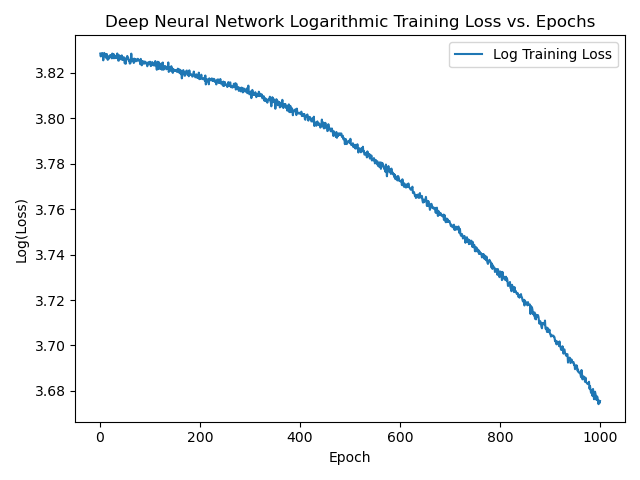 Deep Neural Network Logarithmic Training Loss vs. Epochs
Log Training Loss
3.82
3.80
3.78
3.76
3.74
3.72
3.70
3.68
Log(Loss)
0 200 400 600 800 1000
Epoch